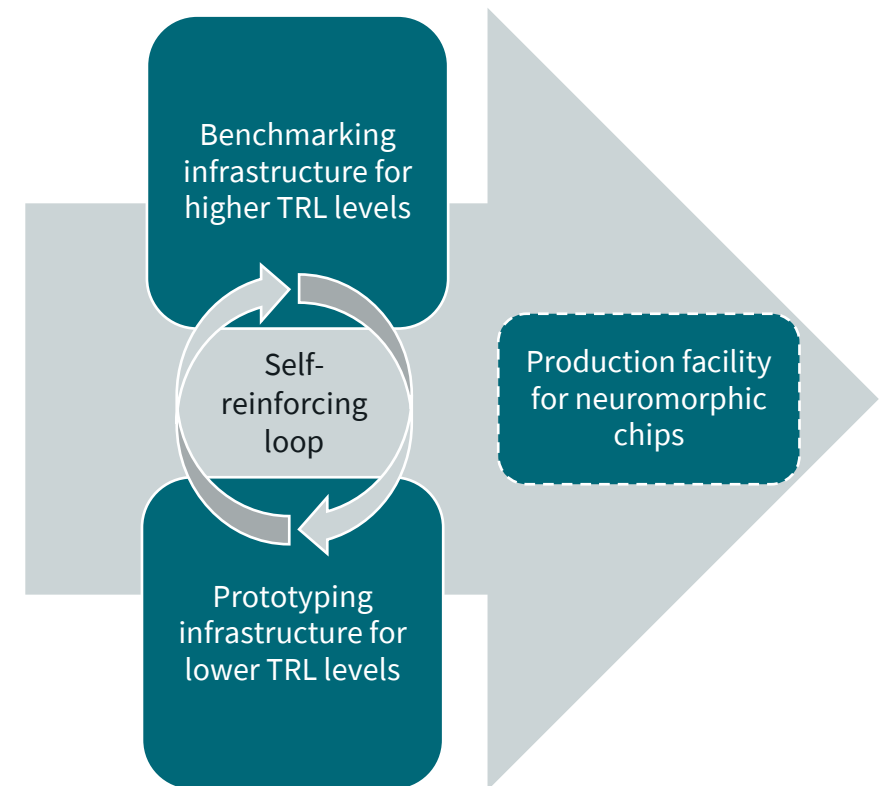 Benchmarking
infrastructure for
higher TRL levels
Self-
reinforcing
loop
Production facility
for neuromorphic
chips
Prototyping
infrastructure for
lower TRL levels